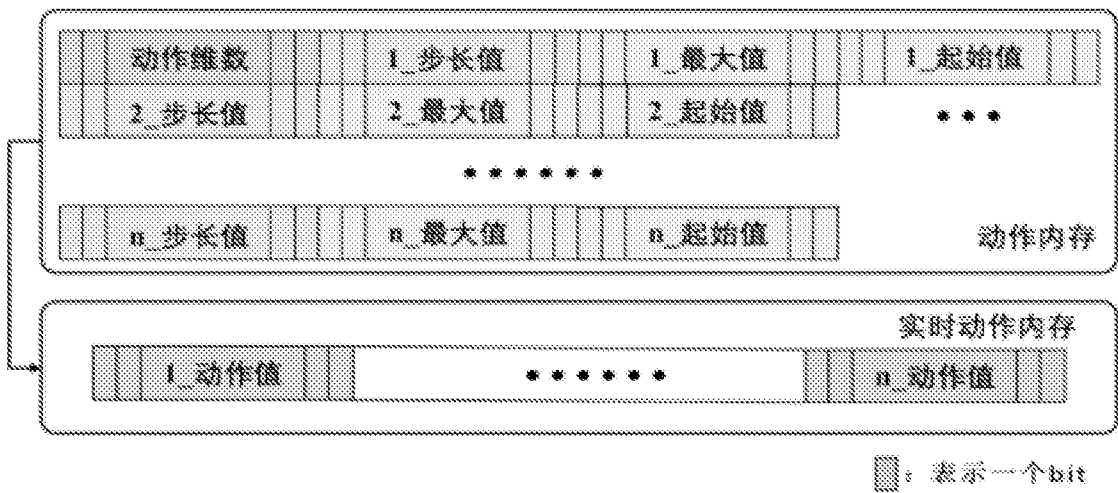 动作维数 1_步长值 1_最大值 1_起始值
2_步长值 2_最大值 2_起始值 •••
••••••
n_步长值 n_最大值 n_起始值 动作内存
实时动作内存
1_动作值 •••••• n_动作值
：表示一个bit